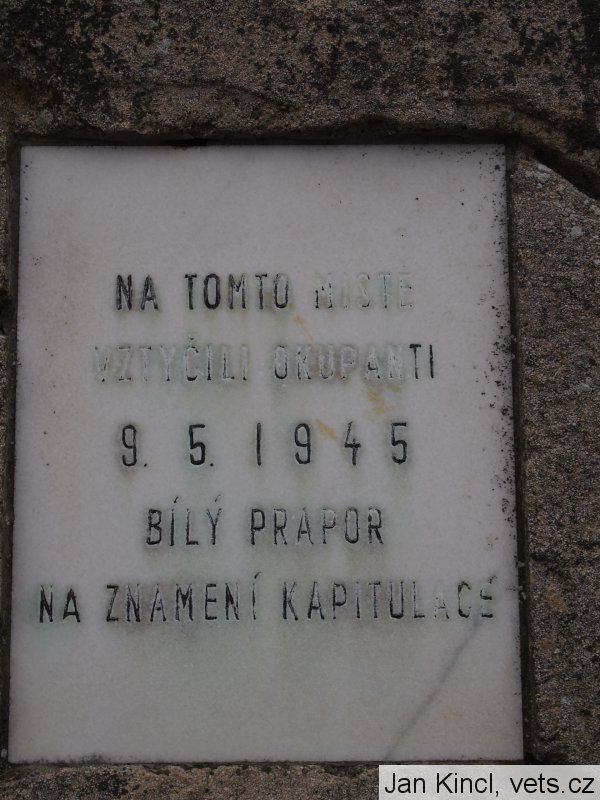 NA TOMTO MÍSTĚ
VZTYČILI OKUPANTI
9. 5. 1945
BÍLÝ PRAPOR
NA ZNAMENÍ KAPITULACE
Jan Kincl, vets.cz